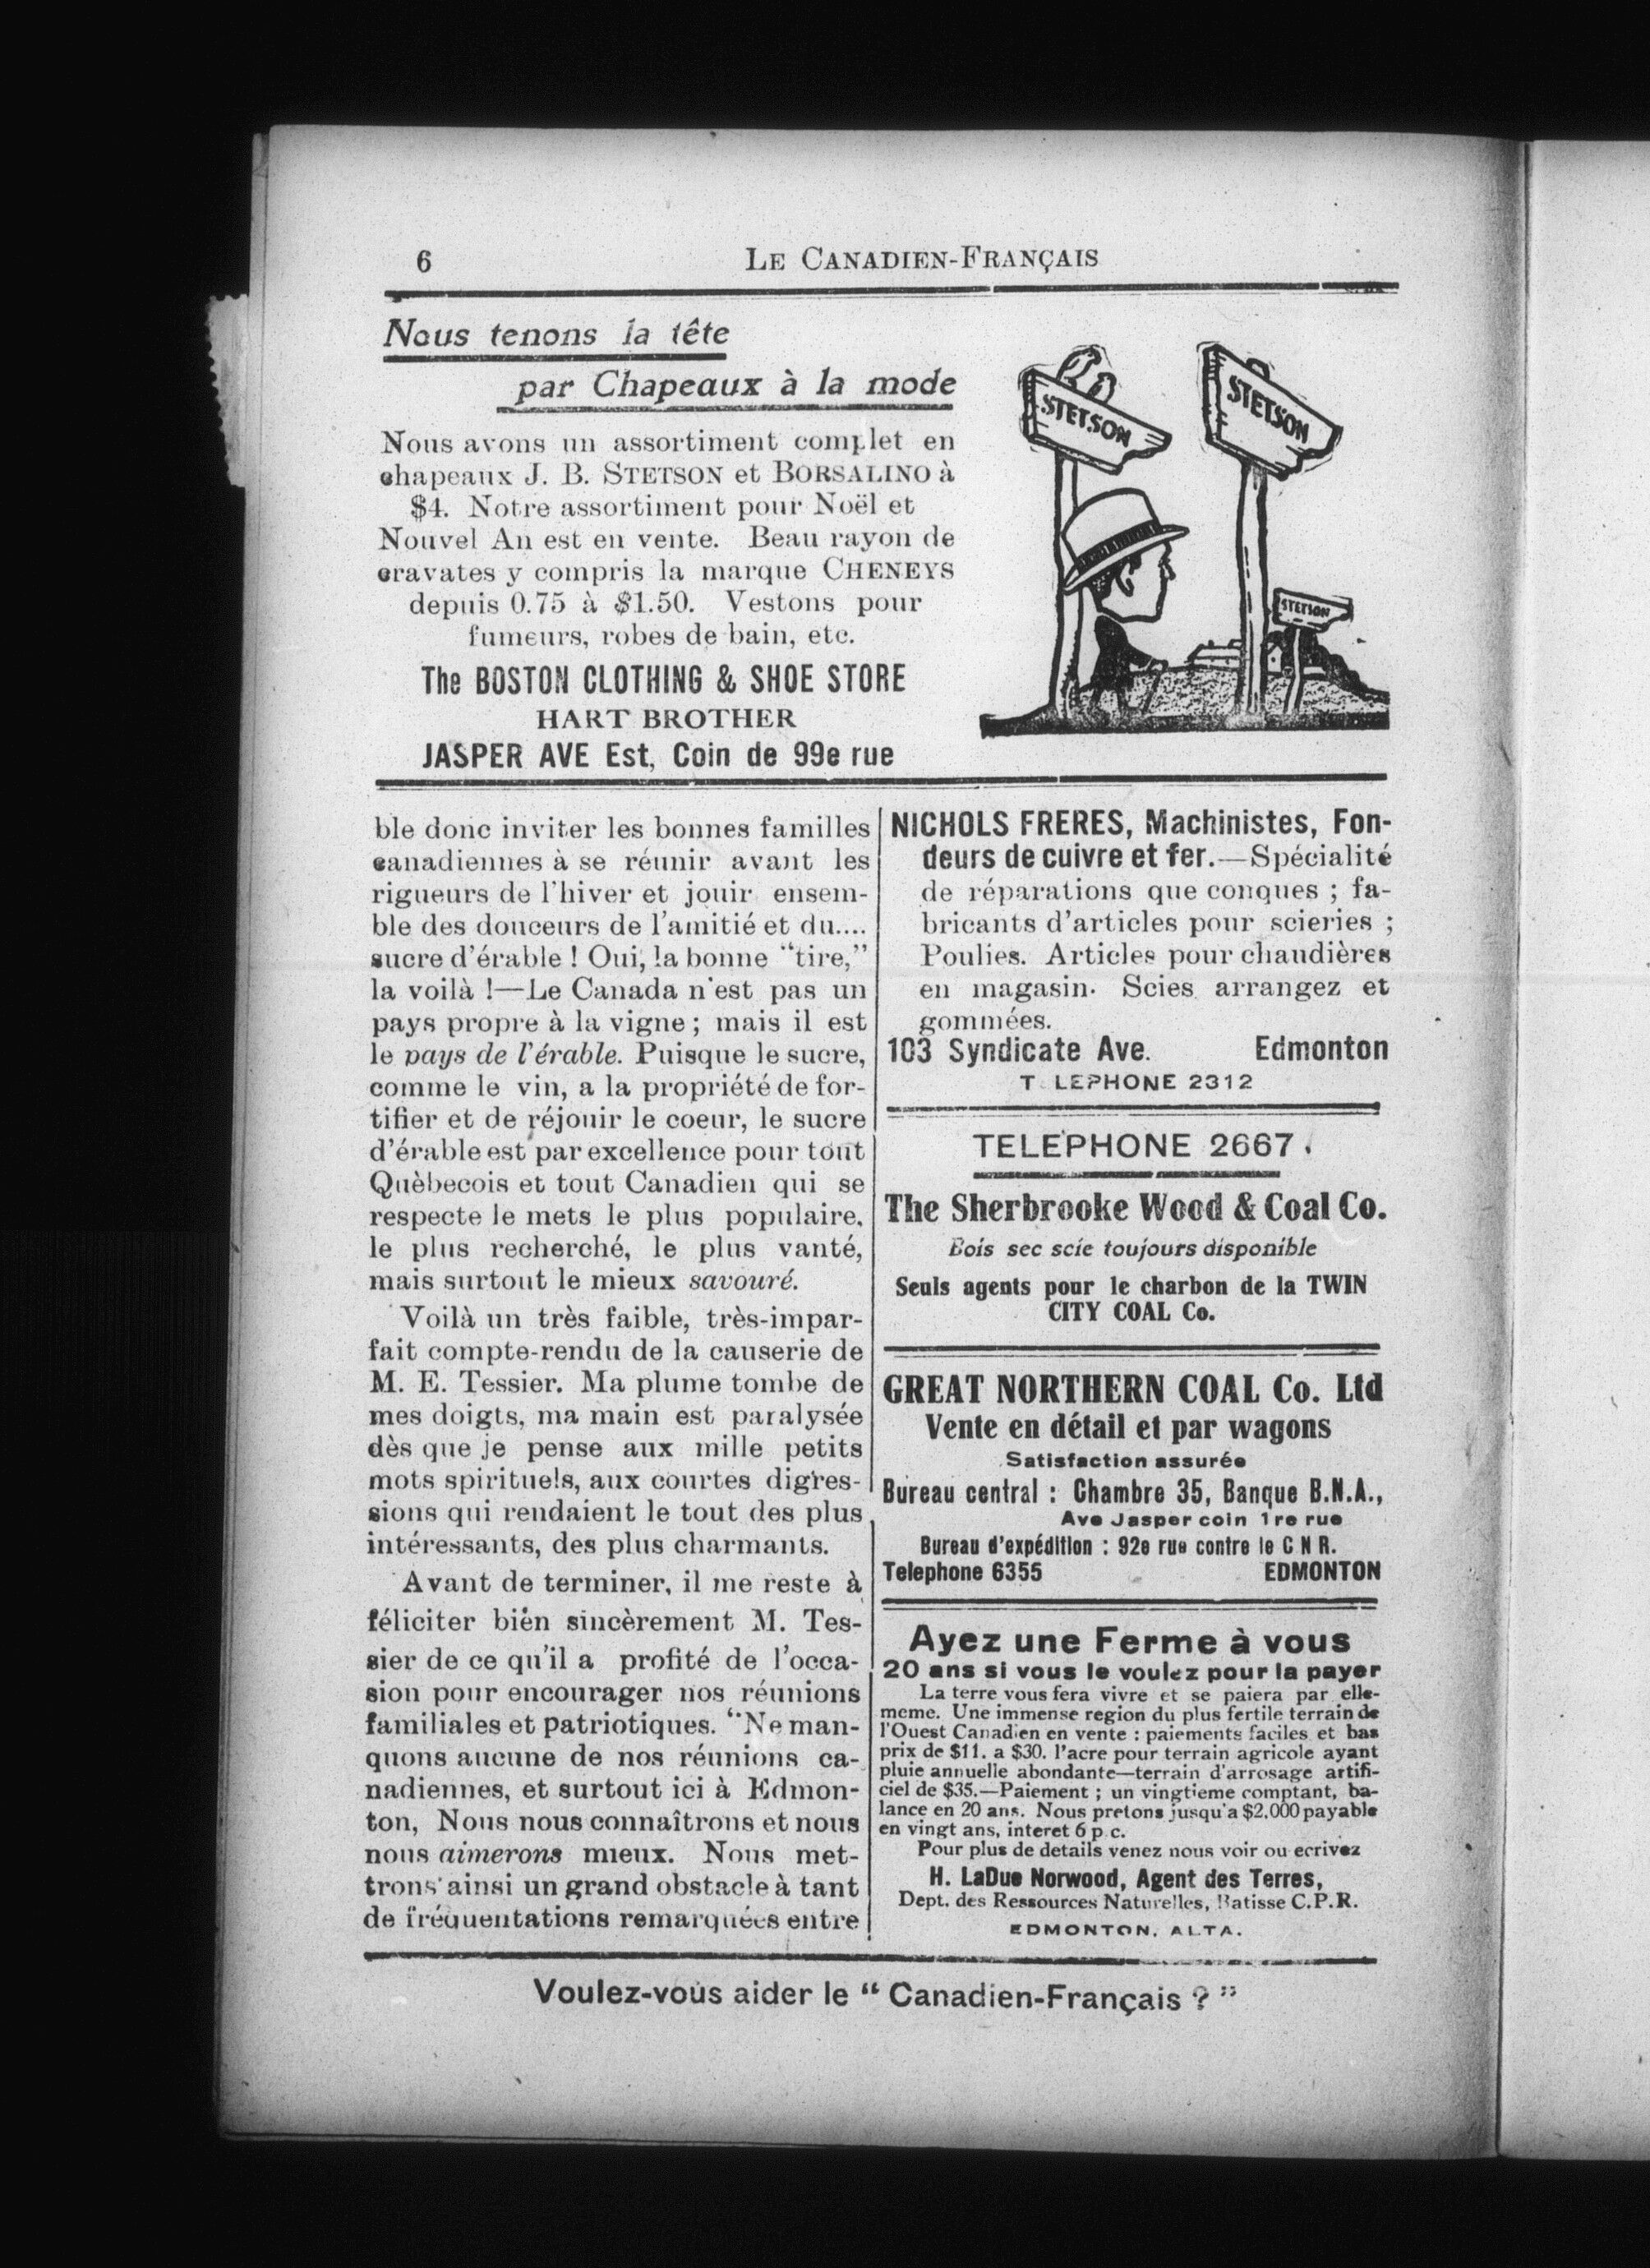 6
LE CANADIEN-FRANÇAIS
Nous tenons la tête
par Chapeaux à la mode
Nous avons un assortiment complet en
chapeaux J. B. STETSON et BORSALINO à
$4. Notre assortiment pour Noël et
Nouvel An est en vente. Beau rayon de
cravates y compris la marque CHENEYS
depuis 0.75 à $1.50. Vestons pour
fumeurs, robes de bain, etc.
The BOSTON CLOTHING & SHOE STORE
HART BROTHER
JASPER AVE Est, Coin de 99e rue
STETSON
STETSON
STETSON
ble donc inviter les bonnes familles
canadiennes à se réunir avant les
rigueurs de l'hiver et jouir ensem-
ble des douceurs de l'amitié et du....
sucre d'érable ! Oui, la bonne "tire,"
la voilà !—Le Canada n'est pas un
pays propre à la vigne ; mais il est
le pays de l'érable. Puisque le sucre,
comme le vin, a la propriété de for-
tifier et de réjouir le coeur, le sucre
d'érable est par excellence pour tout
Quèbecois et tout Canadien qui se
respecte le mets le plus populaire,
le plus recherché, le plus vanté,
mais surtout le mieux savouré.
Voilà un très faible, très-impar-
fait compte-rendu de la causerie de
M. E. Tessier. Ma plume tombe de
mes doigts, ma main est paralysée
dès que je pense aux mille petits
mots spirituels, aux courtes digres-
sions qui rendaient le tout des plus
intéressants, des plus charmants.
Avant de terminer, il me reste à
féliciter bien sincèrement M. Tes-
sier de ce qu'il a profité de l'occa-
sion pour encourager nos réunions
familiales et patriotiques. "Ne man-
quons aucune de nos réunions ca-
nadiennes, et surtout ici à Edmon-
ton, Nous nous connaîtrons et nous
nous aimerons mieux. Nous met-
trons ainsi un grand obstacle à tant
de fréquentations remarquées entre
NICHOLS FRERES, Machinistes, Fon-
deurs de cuivre et fer.—Spécialité
de réparations que conques ; fa-
bricants d'articles pour scieries ;
Poulies. Articles pour chaudières
en magasin. Scies arrangez et
gommées.
103 Syndicate Ave. Edmonton
T LEPHONE 2312
TELEPHONE 2667.
The Sherbrooke Wood & Coal Co.
Bois sec scie toujours disponible
Seuls agents pour le charbon de la TWIN
CITY COAL Co.
GREAT NORTHERN COAL Co. Ltd
Vente en détail et par wagons
Satisfaction assurée
Bureau central : Chambre 35, Banque B.N.A.,
Ave Jasper coin 1re rue
Bureau d'expédition : 92e rue contre le C N R.
Telephone 6355 EDMONTON
Ayez une Ferme à vous
20 ans si vous le voulez pour la payer
La terre vous fera vivre et se paiera par elle-
meme. Une immense region du plus fertile terrain de
l'Ouest Canadien en vente : paiements faciles et bas
prix de $11. a $30. l'acre pour terrain agricole ayant
pluie annuelle abondante—terrain d'arrosage artifi-
ciel de $35.—Paiement ; un vingtieme comptant, ba-
lance en 20 ans. Nous pretons jusqu'a $2,000 payable
en vingt ans, interet 6 p.c.
Pour plus de details venez nous voir ou ecrivez
H. LaDue Norwood, Agent des Terres,
Dept. des Ressources Naturelles, Batisse C.P.R.
EDMONTON, ALTA.
Voulez-vous aider le " Canadien-Français ? "